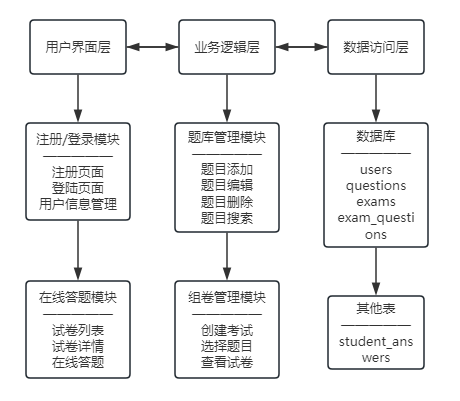 用户界面层
业务逻辑层
数据访问层
注册/登录模块
注册页面
登陆页面
用户信息管理
题库管理模块
题目添加
题目编辑
题目删除
题目搜索
数据库
users
questions
exams
exam_questi
ons
在线答题模块
试卷列表
试卷详情
在线答题
组卷管理模块
创建考试
选择题目
查看试卷
其他表
student_ans
wers